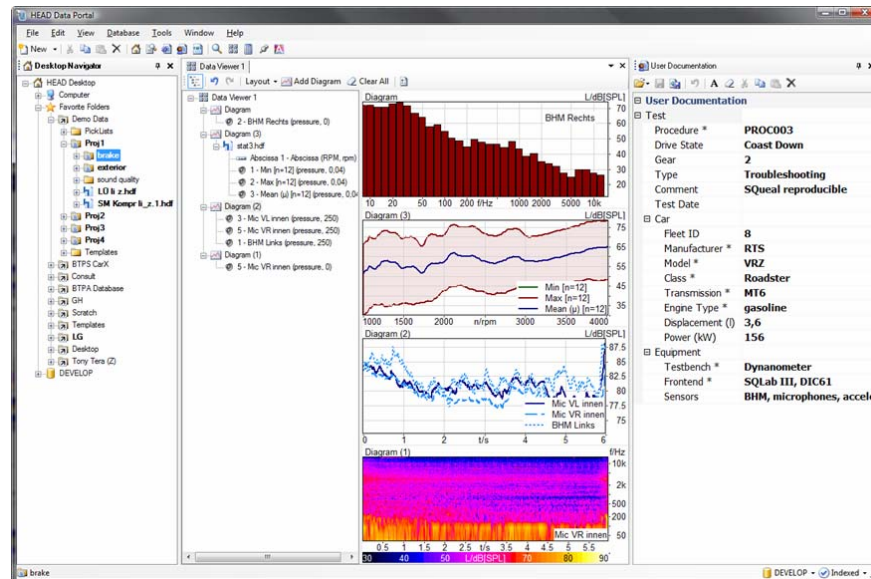 HEAD Data Portal
File Edit View Database Tools Window Help
New
Desktop Navigator
HEAD Desktop
Computer
Favorite Folders
Demo Data
PickLists
Proj1
brake
exterior
sound quality
LÖ li z.hdf
SM Kompr li_z.1.hdf
Proj2
Proj3
Proj4
Templates
BTPS CarX
Consult
BTPA Database
GH
Scratch
Templates
LG
Desktop
Tony Tera (Z)
DEVELOP
Data Viewer 1
Layout Add Diagram Clear All
Data Viewer 1
Diagram
2 - BHM Rechts (pressure, 0)
Diagram (3)
stat3.hdf
Abscissa 1 - Abscissa (RPM, rpm)
1 - Min [n=12] (pressure, 0,04)
2 - Max [n=12] (pressure, 0,04)
3 - Mean (µ) [n=12] (pressure, 0,04)
Diagram (2)
3 - Mic VL innen (pressure, 250)
5 - Mic VR innen (pressure, 250)
1 - BHM Links (pressure, 250)
Diagram (1)
5 - Mic VR innen (pressure, 0)
Diagram L/dB[SPL]
BHM Rechts
70
60
50
40
30
20
10 20 50 100 200 f/Hz 1000 2000 5000 10k
Diagram (3) L/dB[SPL]
75
65
55
45
35
Min [n=12]
Max [n=12]
Mean (µ) [n=12]
1000 1500 2000 n/rpm 3000 3500 4000
Diagram (2) L/dB[SPL]
87.5
85
82.5
80
77.5
75
Mic VL innen
Mic VR innen
BHM Links
0 1 2 t/s 4 5 6
Diagram (1) f/Hz
10k
2k
500
200
50
Mic VR innen
0.5 1 1.5 2 t/s 3 3.5 4 4.5 5 5.5
30 40 50 L/dB[SPL] 70 80 90
User Documentation
User Documentation
Test
Procedure * PROC003
Drive State Coast Down
Gear 2
Type Troubleshooting
Comment SQueal reproducible
Test Date
Car
Fleet ID 8
Manufacturer * RTS
Model * VRZ
Class * Roadster
Transmission * MT6
Engine Type * gasoline
Displacement (l) 3,6
Power (kW) 156
Equipment
Testbench * Dynanometer
Frontend * SQLab III, DIC61
Sensors BHM, microphones, accele
brake
DEVELOP Indexed